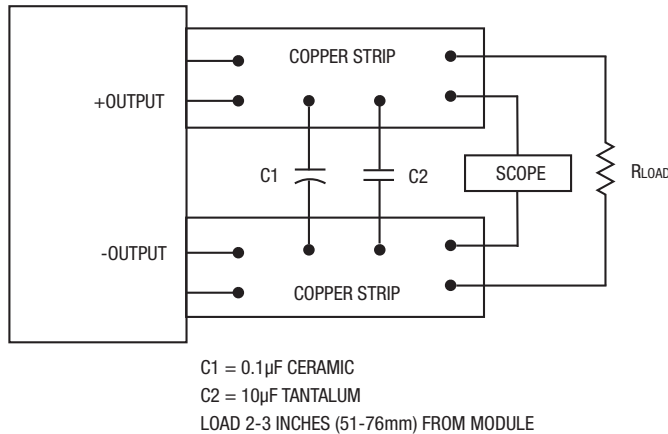 COPPER STRIP
+OUTPUT
C1
C2
SCOPE
RLOAD
-OUTPUT
COPPER STRIP
C1 = 0.1µF CERAMIC
C2 = 10µF TANTALUM
LOAD 2-3 INCHES (51-76mm) FROM MODULE